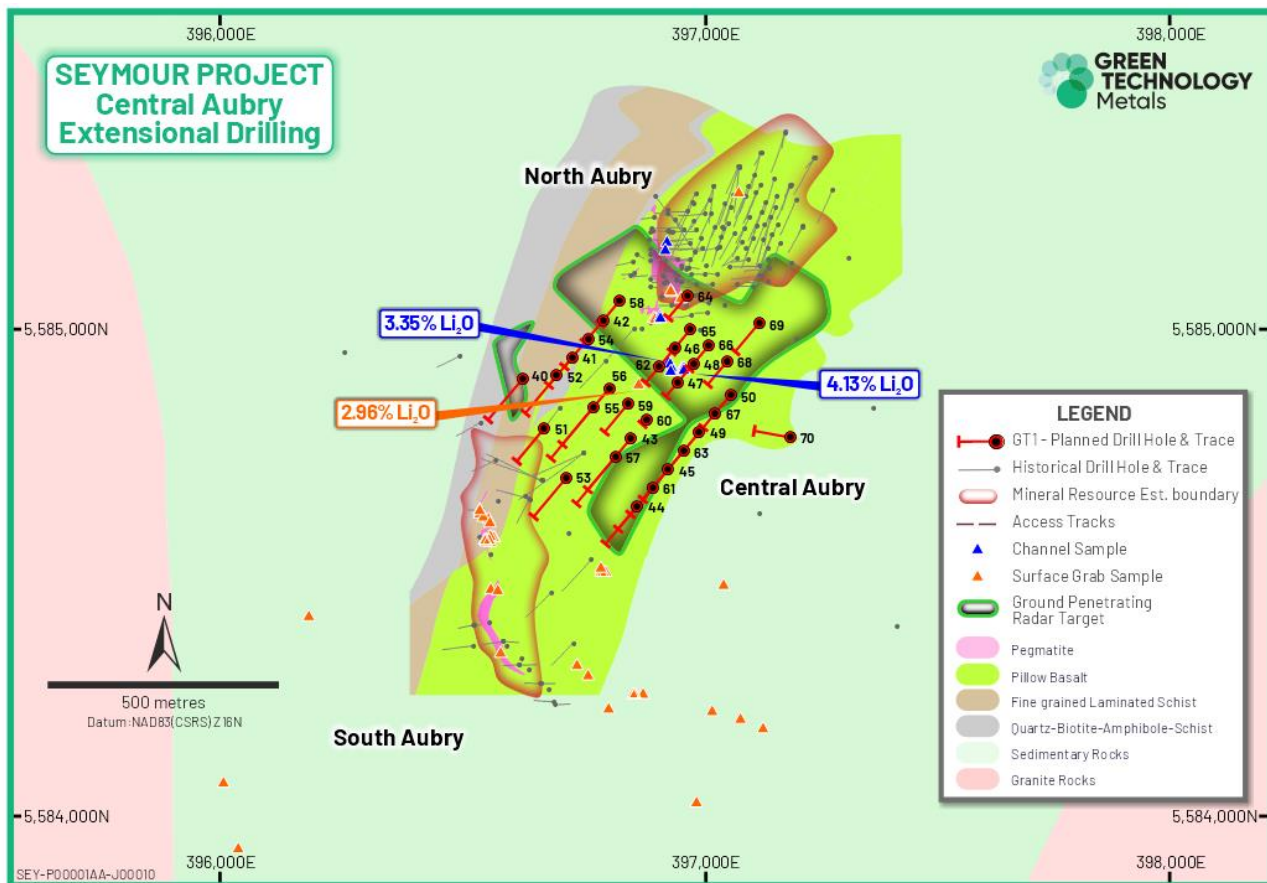 396,000E
397,000E
398,000E
SEYMOUR PROJECT
Central Aubry
Extensional Drilling
GREEN
TECHNOLOGY
Metals
North Aubry
5,585,000N
5,585,000N
3.35% Li₂O
4.13% Li₂O
2.96% Li₂O
58
64
42
65
69
54
46
66
41
62
48
68
40
52
47
56
50
55
59
67
60
51
49
70
43
63
57
45
53
61
44
Central Aubry
South Aubry
N
500 metres
Datum:NAD83(CSRS) Z16N
LEGEND
GT1 - Planned Drill Hole & Trace
Historical Drill Hole & Trace
Mineral Resource Est. boundary
Access Tracks
Channel Sample
Surface Grab Sample
Ground Penetrating
Radar Target
Pegmatite
Pillow Basalt
Fine grained Laminated Schist
Quartz-Biotite-Amphibole-Schist
Sedimentary Rocks
Granite Rocks
5,584,000N
5,584,000N
396,000E
397,000E
398,000E
SEY-P00001AA-J00010